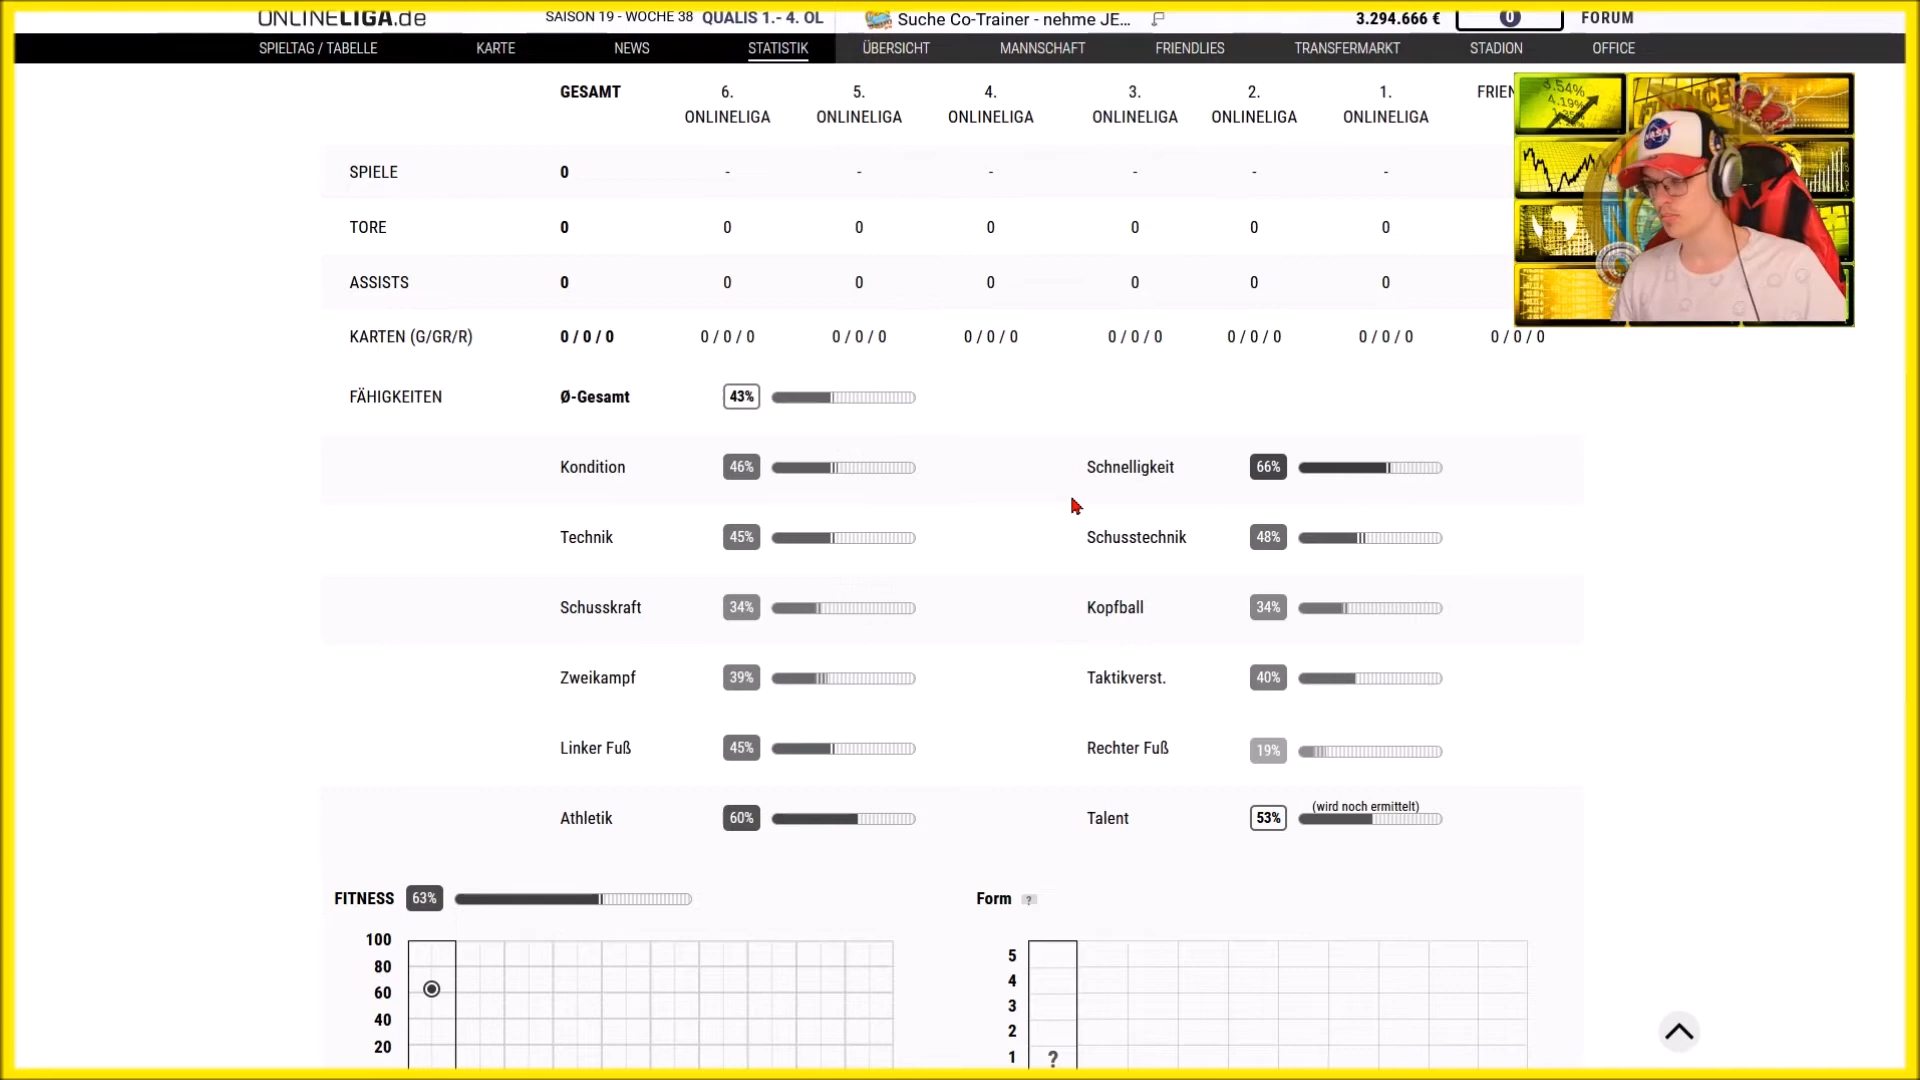 ONLINELIGA.de
SAISON 19 - WOCHE 38 QUALIS 1.- 4. OL
Suche Co-Trainer - nehme JE...
3.294.666 €
0
FORUM
SPIELTAG / TABELLE KARTE NEWS STATISTIK ÜBERSICHT MANNSCHAFT FRIENDLIES TRANSFERMARKT STADION OFFICE
GESAMT 6. ONLINELIGA 5. ONLINELIGA 4. ONLINELIGA 3. ONLINELIGA 2. ONLINELIGA 1. ONLINELIGA FRIEN
SPIELE 0 - - - - - -
TORE 0 0 0 0 0 0 0
ASSISTS 0 0 0 0 0 0 0
KARTEN (G/GR/R) 0 / 0 / 0 0 / 0 / 0 0 / 0 / 0 0 / 0 / 0 0 / 0 / 0 0 / 0 / 0 0 / 0 / 0 0 / 0 / 0
FÄHIGKEITEN Ø-Gesamt 43%
Kondition 46% Schnelligkeit 66%
Technik 45% Schusstechnik 48%
Schusskraft 34% Kopfball 34%
Zweikampf 39% Taktikverst. 40%
Linker Fuß 45% Rechter Fuß 19%
(wird noch ermittelt)
Athletik 60% Talent 53%
FITNESS 63% Form ?
100
80
60
40
20
5
4
3
2
1 ?
3.54%
4.19%
FINANCE
NASA